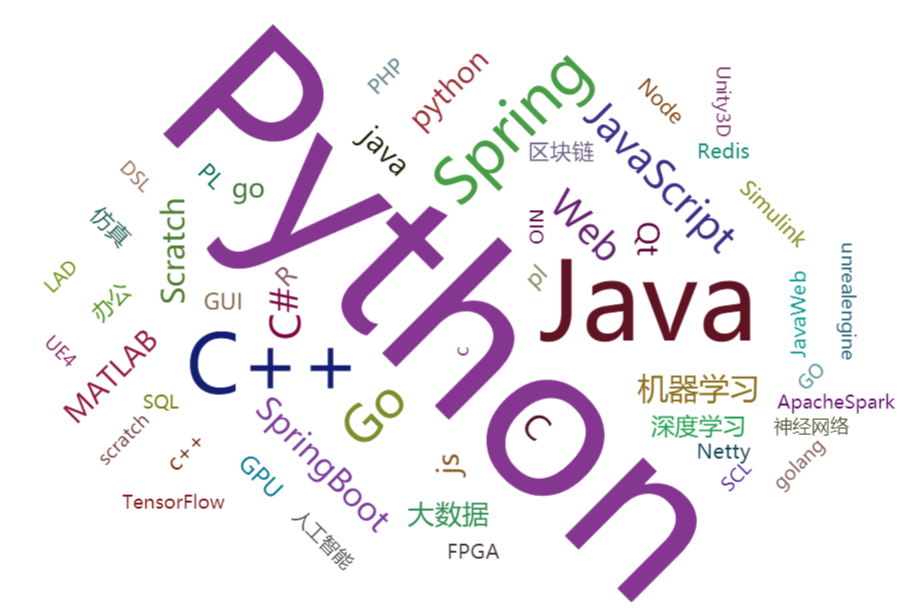 Python
PHP
python
Spring
Node
Unity3D
java
JavaScript
区块链
Redis
DSL
PL
go
Simulink
仿真
Scratch
Web
NIO
Qt
LAD
办公
GUI
C#
R
pl
Java
JavaWeq
unrealengine
UE4
MATLAB
C++
c
GO
机器学习
ApacheSpark
SQL
Go
C
深度学习
神经网络
scratch
c++
SpringBoot
js
Netty
SCL
golang
GPU
TensorFlow
大数据
人工智能
FPGA